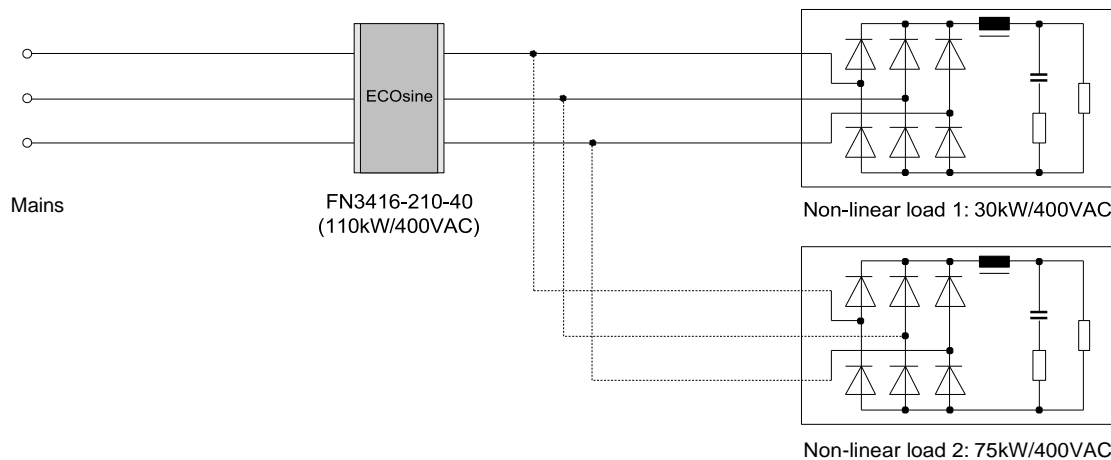 ECOsine
Mains
FN3416-210-40
(110kW/400VAC)
Non-linear load 1: 30kW/400VAC
Non-linear load 2: 75kW/400VAC